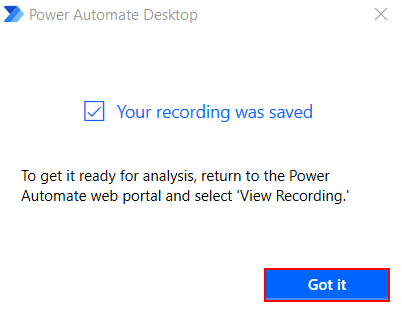 Power Automate Desktop
Your recording was saved
To get it ready for analysis, return to the Power
Automate web portal and select 'View Recording.'
Got it